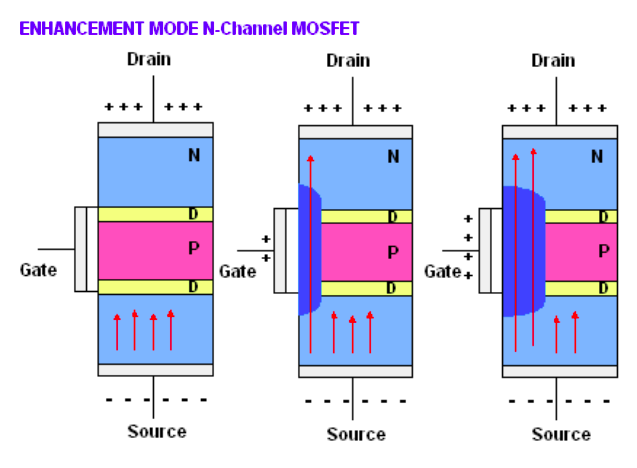 ENHANCEMENT MODE N-Channel MOSFET
Drain Drain Drain
+ + + + + + + + + + + + + + + + + +
N N N
D D D
P P P
+ + + + + +
Gate Gate Gate
D D D
- - - - - - - - - - - - - - - - - -
Source Source Source